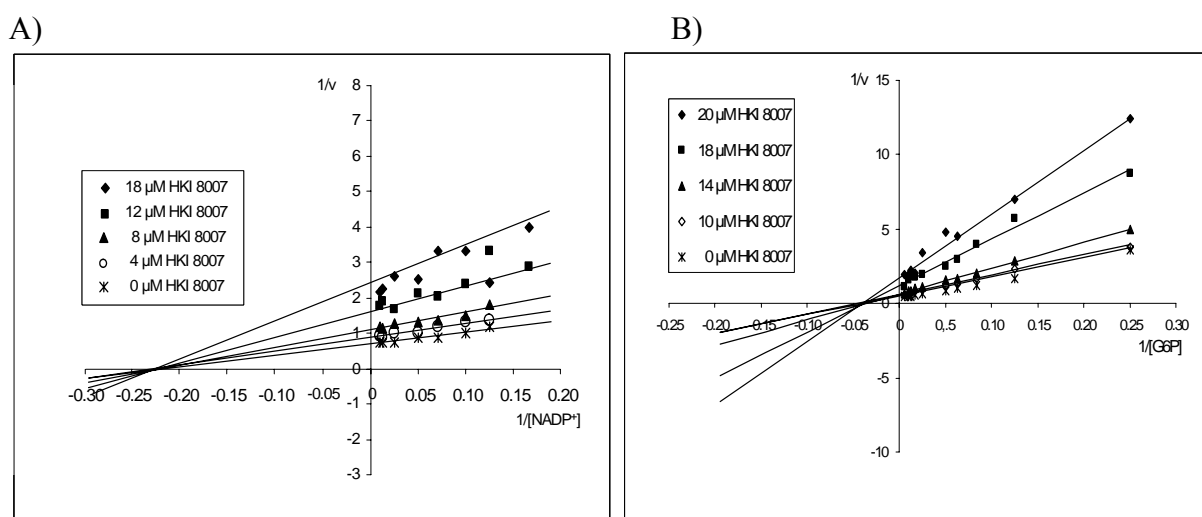 A)
1/v
8
7
6
5
4
3
2
1
0
-1
-2
-3
-0.30 -0.20 -0.15 -0.10 -0.05 0 0.05 0.10 0.15 0.20
1/[NADP+]
18 µM HKI 8007
12 µM HKI 8007
8 µM HKI 8007
4 µM HKI 8007
0 µM HKI 8007
B)
1/v
15
10
5
0
-5
-10
-0.25 -0.20 -0.15 -0.10 -0.05 0 0,.5 0.10 0.15 0.20 0.25 0.30
1/[G6P]
20 µM HKI 8007
18 µM HKI 8007
14 µM HKI 8007
10 µM HKI 8007
0 µM HKI 8007